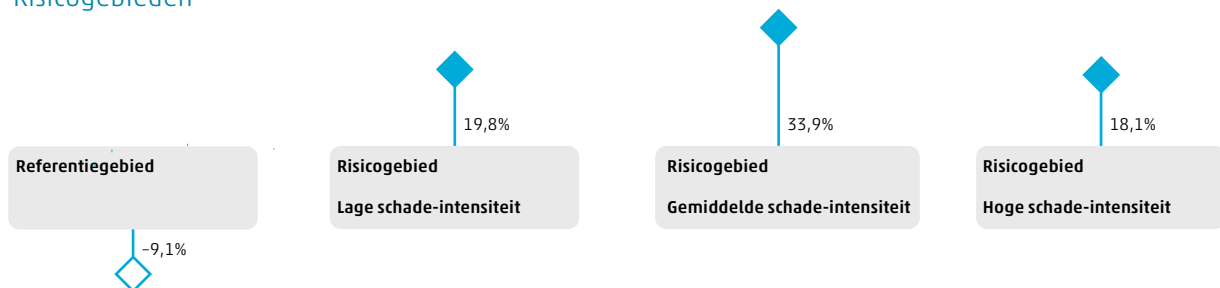 Risicogebieden
19,8%
33,9%
18,1%
Referentiegebied
Risicogebied
Lage schade-intensiteit
Risicogebied
Gemiddelde schade-intensiteit
Risicogebied
Hoge schade-intensiteit
–9,1%